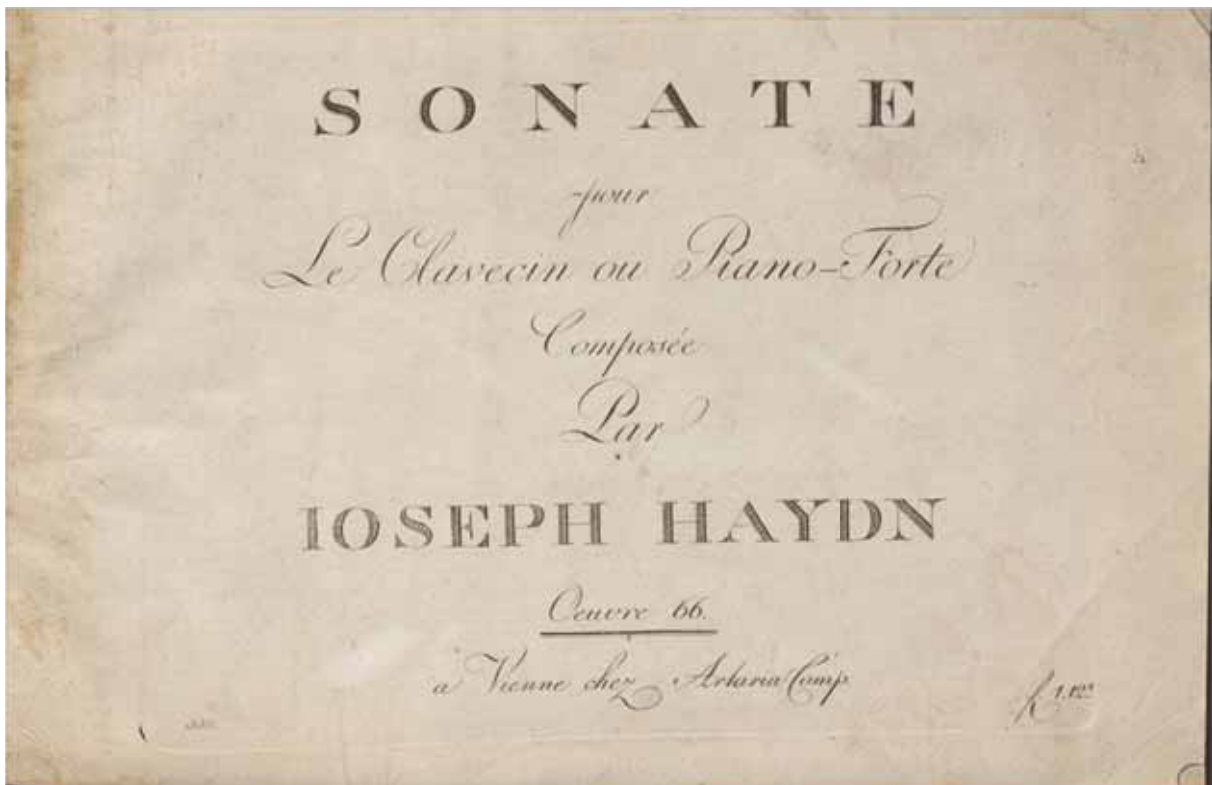 SONATE
pour
Le Clavecin ou Piano-Forte
Composée
Par
IOSEPH HAYDN
Oeuvre 66.
a Vienne chez Artaria Comp.